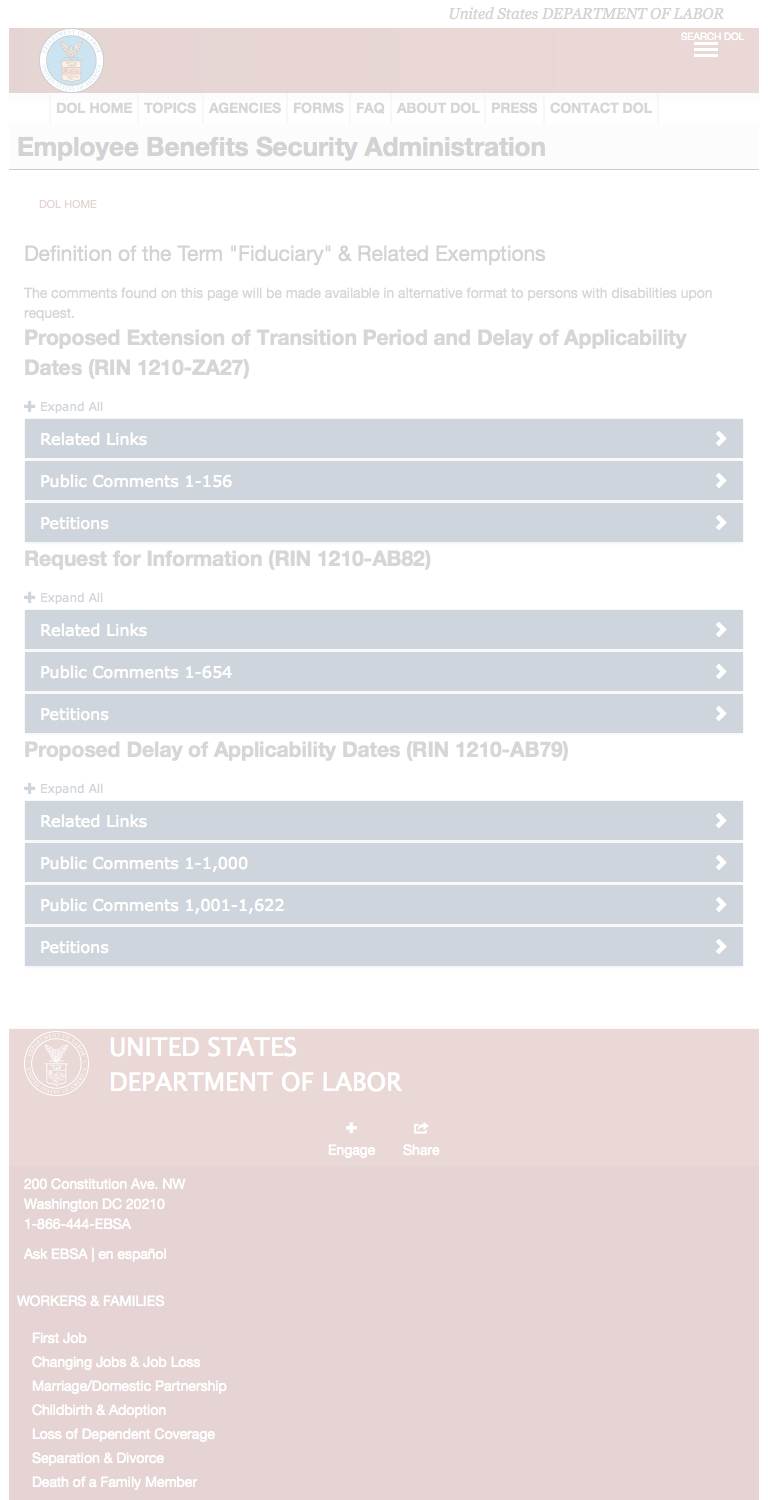 United States DEPARTMENT OF LABOR
SEARCH DOL
DOL HOME TOPICS AGENCIES FORMS FAQ ABOUT DOL PRESS CONTACT DOL
Employee Benefits Security Administration
DOL HOME
Definition of the Term "Fiduciary" & Related Exemptions
The comments found on this page will be made available in alternative format to persons with disabilities upon
request.
Proposed Extension of Transition Period and Delay of Applicability
Dates (RIN 1210-ZA27)
Expand All
Related Links
Public Comments 1-156
Petitions
Request for Information (RIN 1210-AB82)
Expand All
Related Links
Public Comments 1-654
Petitions
Proposed Delay of Applicability Dates (RIN 1210-AB79)
Expand All
Related Links
Public Comments 1-1,000
Public Comments 1,001-1,622
Petitions
UNITED STATES
DEPARTMENT OF LABOR
Engage Share
200 Constitution Ave. NW
Washington DC 20210
1-866-444-EBSA
Ask EBSA | en español
WORKERS & FAMILIES
First Job
Changing Jobs & Job Loss
Marriage/Domestic Partnership
Childbirth & Adoption
Loss of Dependent Coverage
Separation & Divorce
Death of a Family Member